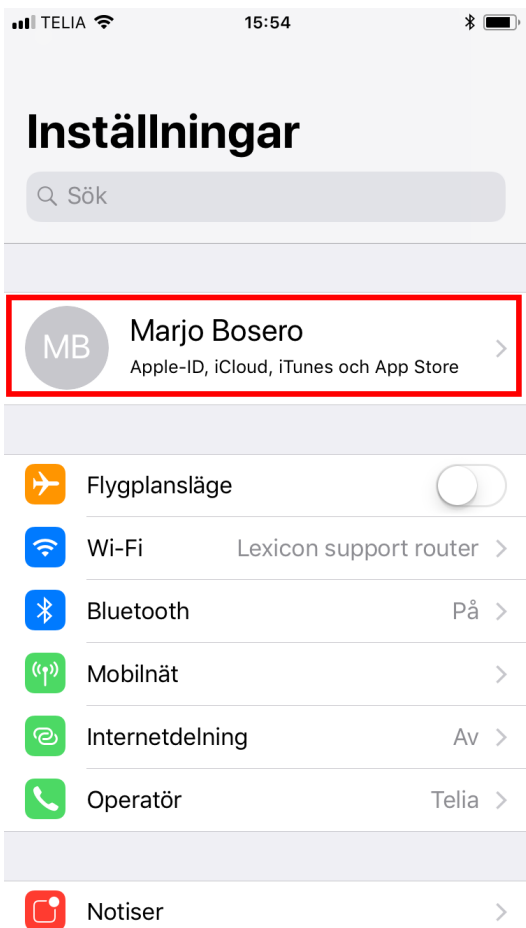 TELIA 15:54
Inställningar
Sök
MB
Marjo Bosero
Apple-ID, iCloud, iTunes och App Store
Flygplansläge
Wi-Fi Lexicon support router
Bluetooth På
Mobilnät
Internetdelning Av
Operatör Telia
Notiser